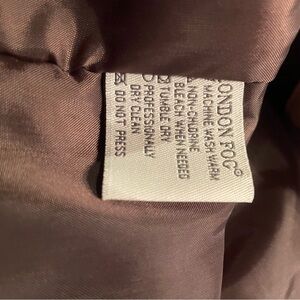 LONDON FOG®
MACHINE WASH WARM
NON-CHLORINE
BLEACH WHEN NEEDED
TUMBLE DRY
PROFESSIONALLY
DRY CLEAN
DO NOT PRESS